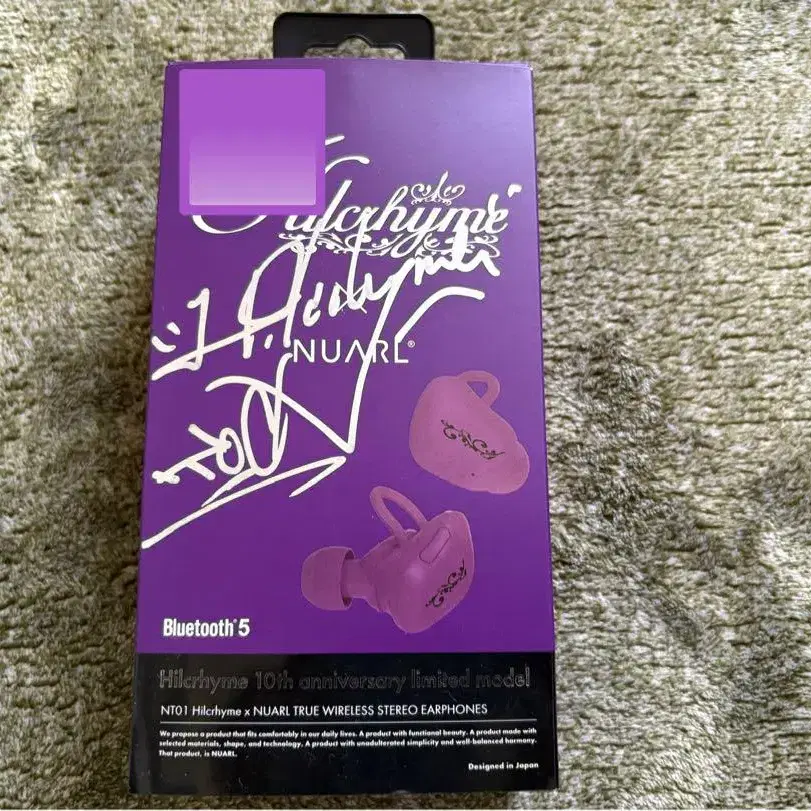 Hilcrhyme
Hilcrhyme
NUARL®
TOC
Bluetooth® 5
Hilcrhyme 10th anniversary limited model
NT01 Hilcrhyme x NUARL TRUE WIRELESS STEREO EARPHONES
We propose a product that fits comfortably in our daily lives. A product with functional beauty. A product made with
selected materials, shape, and technology. A product with unadulterated simplicity and well-balanced harmony.
That product, is NUARL.
Designed in Japan